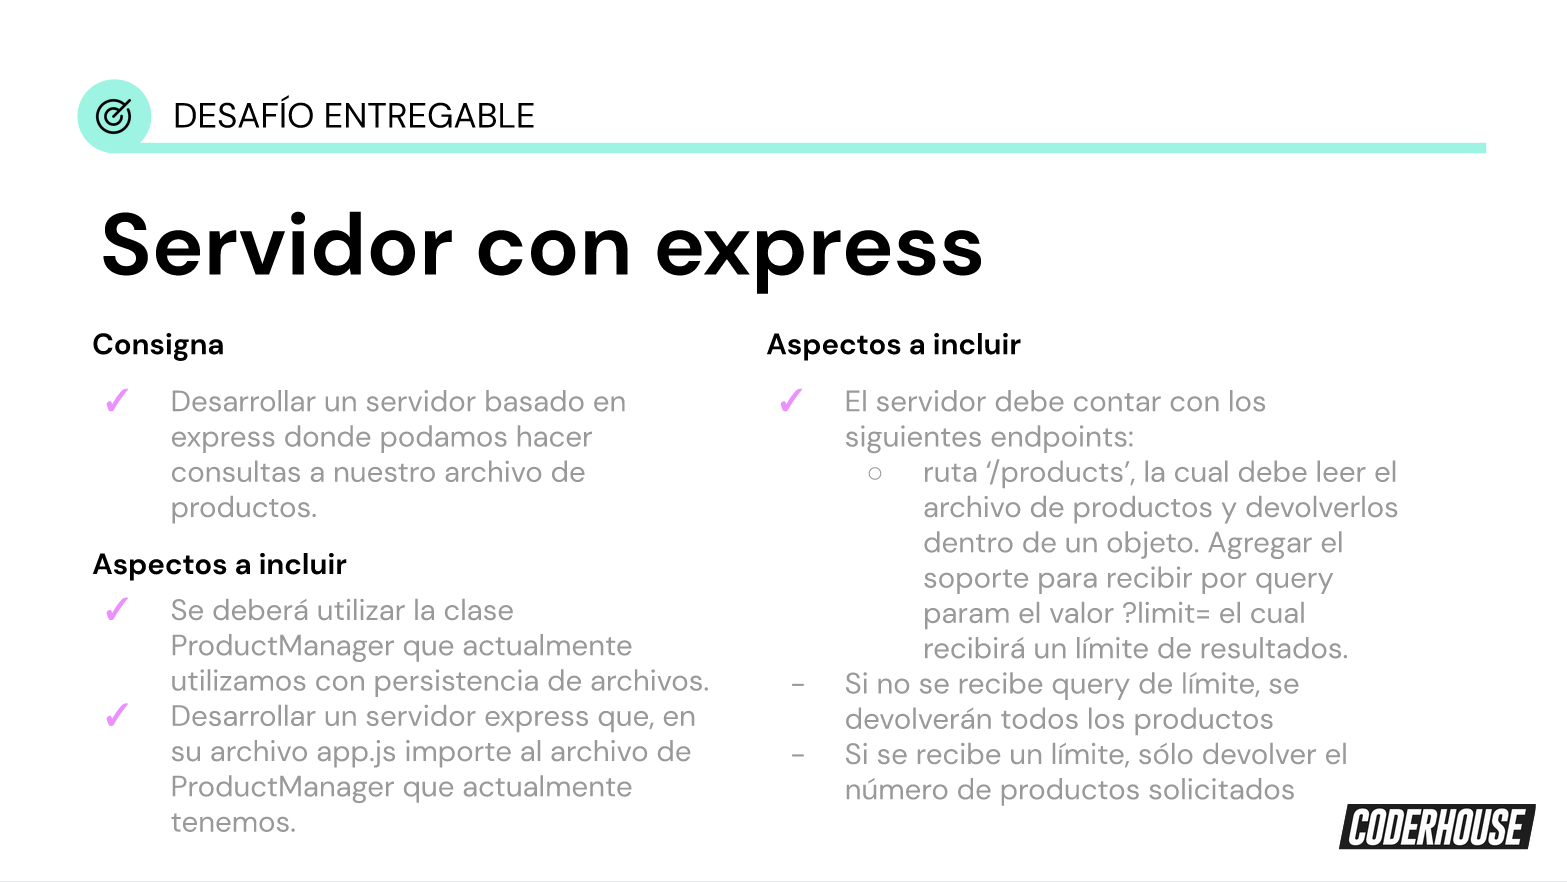 DESAFÍO ENTREGABLE
Servidor con express
Consigna
✓ Desarrollar un servidor basado en
express donde podamos hacer
consultas a nuestro archivo de
productos.
Aspectos a incluir
✓ Se deberá utilizar la clase
ProductManager que actualmente
utilizamos con persistencia de archivos.
✓ Desarrollar un servidor express que, en
su archivo app.js importe al archivo de
ProductManager que actualmente
tenemos.
Aspectos a incluir
✓ El servidor debe contar con los
siguientes endpoints:
○ ruta ‘/products’, la cual debe leer el
archivo de productos y devolverlos
dentro de un objeto. Agregar el
soporte para recibir por query
param el valor ?limit= el cual
recibirá un límite de resultados.
- Si no se recibe query de límite, se
devolverán todos los productos
- Si se recibe un límite, sólo devolver el
número de productos solicitados
CODERHOUSE